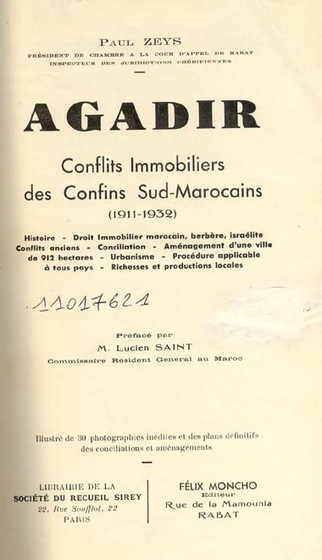 PAUL ZEYS
PRÉSIDENT DE CHAMBRE A LA COUR D'APPEL DE RABAT
INSPECTEUR DES JURIDICTIONS CHÉRIFIENNES
AGADIR
Conflits Immobiliers
des Confins Sud-Marocains
(1911-1932)
Histoire - Droit Immobilier marocain, berbère, israélite
Conflits anciens - Conciliation - Aménagement d'une ville
de 912 hectares - Urbanisme - Procédure applicable
à tous pays - Richesses et productions locales
11017621
Préfacé par
M. Lucien SAINT
Commissaire Résident General au Maroc
Illustré de 30 photographies inédites et des plans définitifs
des conciliations et aménagements
LIBRAIRIE DE LA
SOCIÉTÉ DU RECUEIL SIREY
22, Rue Soufflot, 22
PARIS
FÉLIX MONCHO
Editeur
Rue de la Mamounia
RABAT